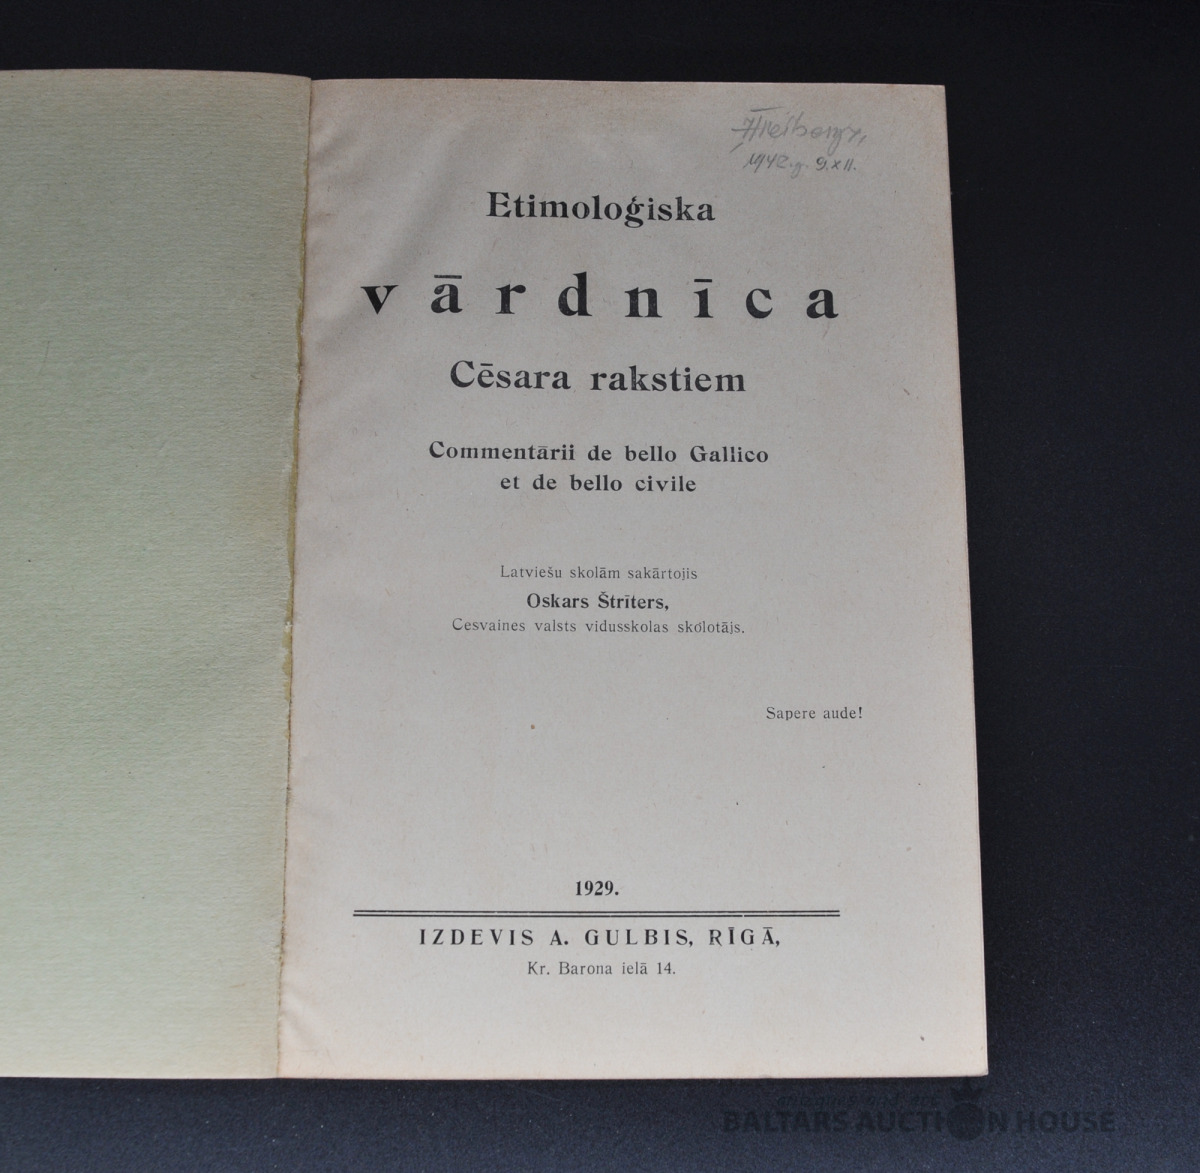 1942.g. 9.XII.
Etimoloģiska
vārdnīca
Cēsara rakstiem
Commentārii de bello Gallico
et de bello civile
Latviešu skolām sakārtojis
Oskars Štrīters,
Cesvaines valsts vidusskolas skolotājs.
Sapere aude!
1929.
IZDEVIS A. GULBIS, RĪGĀ,
Kr. Barona ielā 14.
BALTARS AUCTION HOUSE